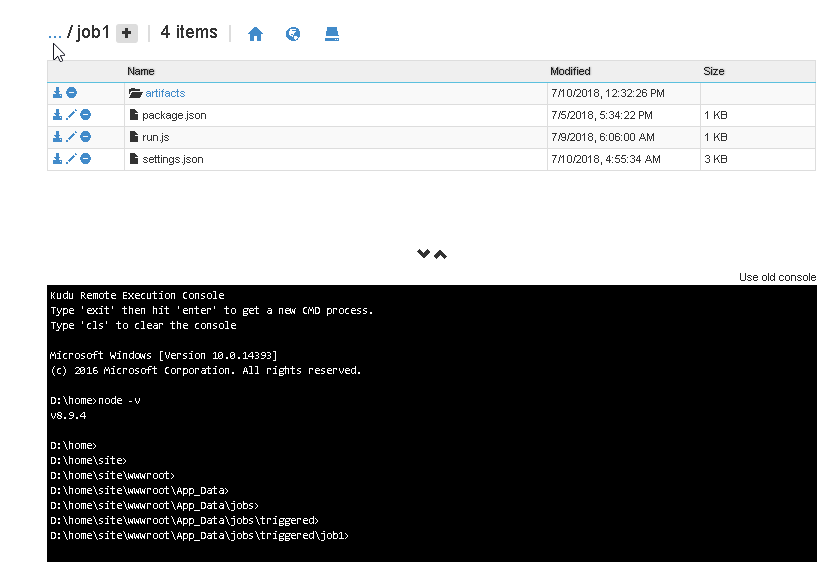 ... / job1 + | 4 items |
Name Modified Size
artifacts 7/10/2018, 12:32:26 PM
package.json 7/5/2018, 5:34:22 PM 1 KB
run.js 7/9/2018, 6:06:00 AM 1 KB
settings.json 7/10/2018, 4:55:34 AM 3 KB
Use old console
Kudu Remote Execution Console
Type 'exit' then hit 'enter' to get a new CMD process.
Type 'cls' to clear the console
Microsoft Windows [Version 10.0.14393]
(c) 2016 Microsoft Corporation. All rights reserved.
D:\home>node -v
v8.9.4
D:\home>
D:\home\site>
D:\home\site\wwwroot>
D:\home\site\wwwroot\App_Data>
D:\home\site\wwwroot\App_Data\jobs>
D:\home\site\wwwroot\App_Data\jobs\triggered>
D:\home\site\wwwroot\App_Data\jobs\triggered\job1>